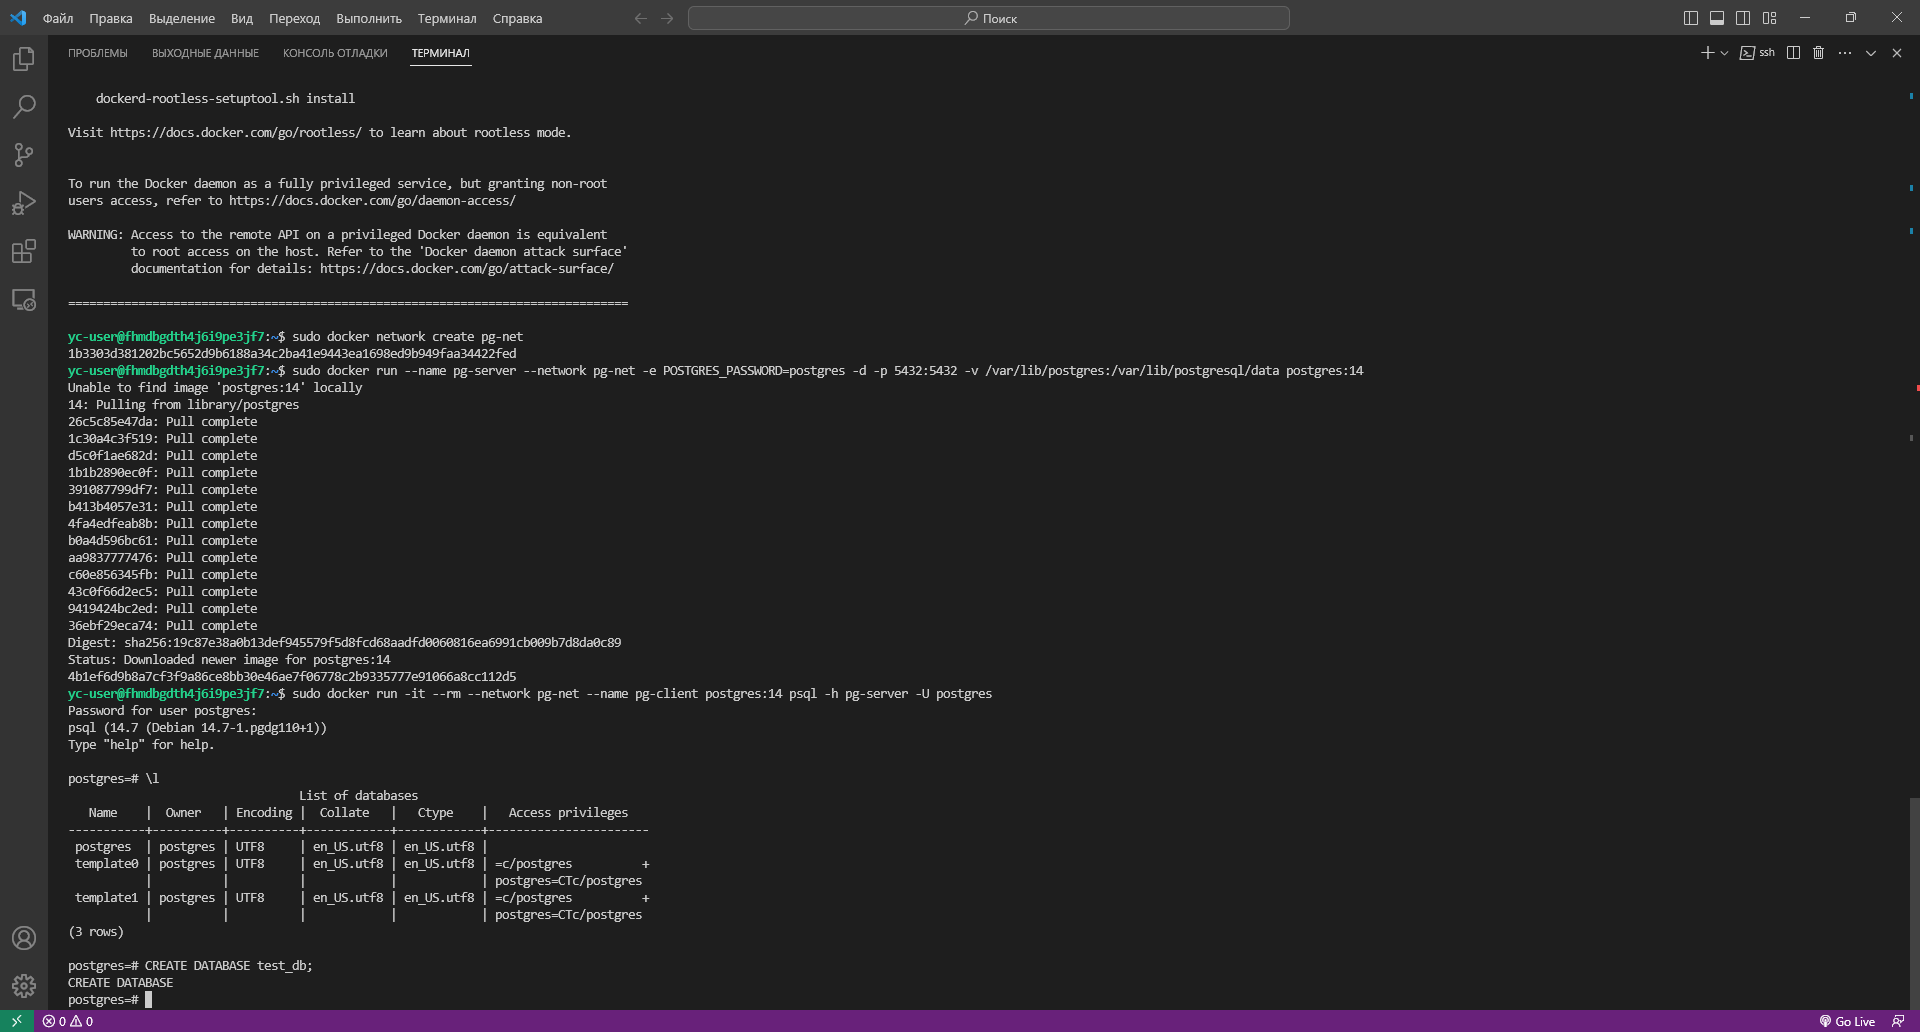 Файл Правка Выделение Вид Переход Выполнить Терминал Справка
Поиск
ПРОБЛЕМЫ ВЫХОДНЫЕ ДАННЫЕ КОНСОЛЬ ОТЛАДКИ ТЕРМИНАЛ
ssh
dockerd-rootless-setuptool.sh install
Visit https://docs.docker.com/go/rootless/ to learn about rootless mode.
To run the Docker daemon as a fully privileged service, but granting non-root
users access, refer to https://docs.docker.com/go/daemon-access/
WARNING: Access to the remote API on a privileged Docker daemon is equivalent
         to root access on the host. Refer to the 'Docker daemon attack surface'
         documentation for details: https://docs.docker.com/go/attack-surface/
================================================================================
yc-user@fhmdbgdth4j6i9pe3jf7:~$ sudo docker network create pg-net
1b3303d381202bc5652d9b6188a34c2ba41e9443ea1698ed9b949faa34422fed
yc-user@fhmdbgdth4j6i9pe3jf7:~$ sudo docker run --name pg-server --network pg-net -e POSTGRES_PASSWORD=postgres -d -p 5432:5432 -v /var/lib/postgres:/var/lib/postgresql/data postgres:14
Unable to find image 'postgres:14' locally
14: Pulling from library/postgres
26c5c85e47da: Pull complete
1c30a4c3f519: Pull complete
d5c0f1ae682d: Pull complete
1b1b2890ec0f: Pull complete
391087799df7: Pull complete
b413b4057e31: Pull complete
4fa4edfeab8b: Pull complete
b0a4d596bc61: Pull complete
aa9837777476: Pull complete
c60e856345fb: Pull complete
43c0f66d2ec5: Pull complete
9419424bc2ed: Pull complete
36ebf29eca74: Pull complete
Digest: sha256:19c87e38a0b13def945579f5d8fcd68aadfd0060816ea6991cb009b7d8da0c89
Status: Downloaded newer image for postgres:14
4b1ef6d9b8a7cf3f9a86ce8bb30e46ae7f06778c2b9335777e91066a8cc112d5
yc-user@fhmdbgdth4j6i9pe3jf7:~$ sudo docker run -it --rm --network pg-net --name pg-client postgres:14 psql -h pg-server -U postgres
Password for user postgres:
psql (14.7 (Debian 14.7-1.pgdg110+1))
Type "help" for help.
postgres=# \l
                                 List of databases
   Name    |  Owner   | Encoding |  Collate   |   Ctype    |   Access privileges
-----------+----------+----------+------------+------------+-----------------------
 postgres  | postgres | UTF8     | en_US.utf8 | en_US.utf8 |
 template0 | postgres | UTF8     | en_US.utf8 | en_US.utf8 | =c/postgres          +
           |          |          |            |            | postgres=CTc/postgres
 template1 | postgres | UTF8     | en_US.utf8 | en_US.utf8 | =c/postgres          +
           |          |          |            |            | postgres=CTc/postgres
(3 rows)
postgres=# CREATE DATABASE test_db;
CREATE DATABASE
postgres=#
0 0 Go Live